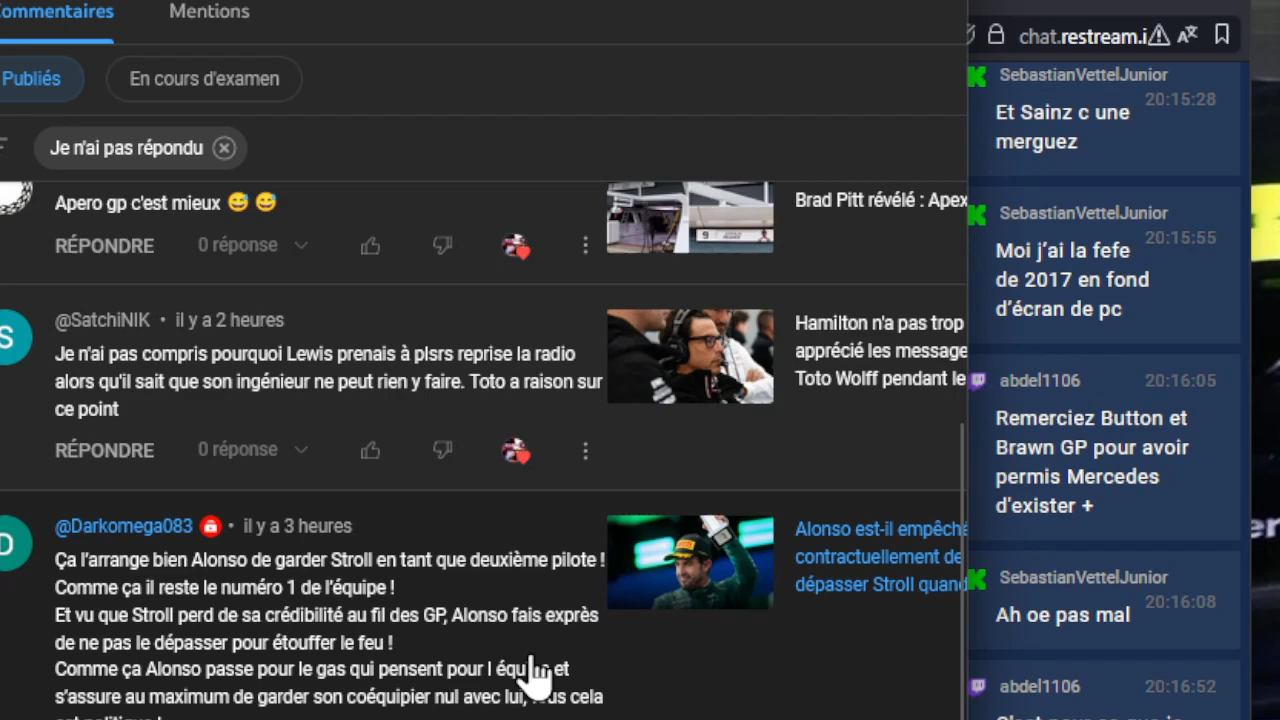 Commentaires
Mentions
Publiés
En cours d'examen
Je n'ai pas répondu
Apero gp c'est mieux 😅 😅
RÉPONDRE
0 réponse
Brad Pitt révélé : Apex
@SatchiNIK • il y a 2 heures
Je n'ai pas compris pourquoi Lewis prenais à plsrs reprise la radio
alors qu'il sait que son ingénieur ne peut rien y faire. Toto a raison sur
ce point
RÉPONDRE
0 réponse
Hamilton n'a pas trop
apprécié les message
Toto Wolff pendant le
@Darkomega083 • il y a 3 heures
Ça l'arrange bien Alonso de garder Stroll en tant que deuxième pilote !
Comme ça il reste le numéro 1 de l'équipe !
Et vu que Stroll perd de sa crédibilité au fil des GP, Alonso fais exprès
de ne pas le dépasser pour étouffer le feu !
Comme ça Alonso passe pour le gas qui pensent pour l et
s'assure au maximum de garder son coéquipier nul avec lui, cela
Alonso est-il empêché
contractuellement de
dépasser Stroll quand
chat.restream.i
SebastianVettelJunior
20:15:28
Et Sainz c une
merguez
SebastianVettelJunior
20:15:55
Moi j'ai la fefe
de 2017 en fond
d'écran de pc
abdel1106
20:16:05
Remerciez Button et
Brawn GP pour avoir
permis Mercedes
d'exister +
SebastianVettelJunior
20:16:08
Ah oe pas mal
abdel1106
20:16:52